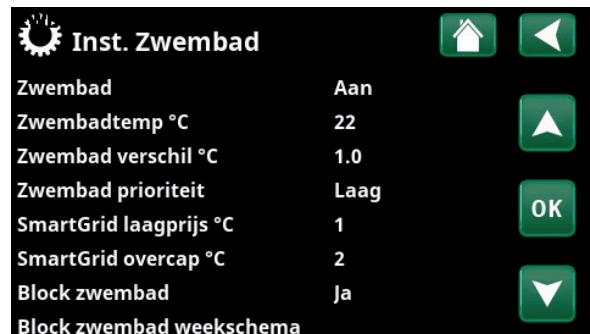 Inst. Zwembad
Zwembad Aan
Zwembadtemp °C 22
Zwembad verschil °C 1.0
Zwembad prioriteit Laag
SmartGrid laagprijs °C 1
OK
SmartGrid overcap °C 2
Block zwembad Ja
Block zwembad weekschema